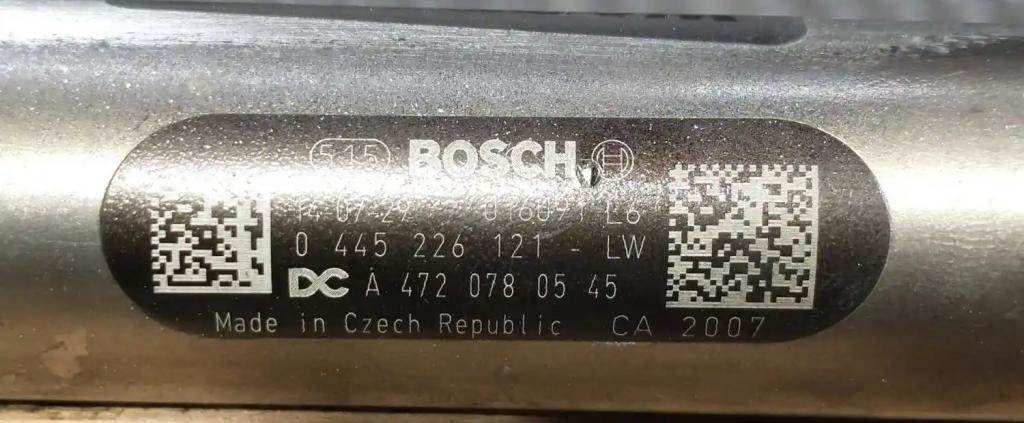 515 BOSCH
14-07-29 016091 L6
0 445 226 121 - LW
DC A 472 078 05 45
Made in Czech Republic CA 2007